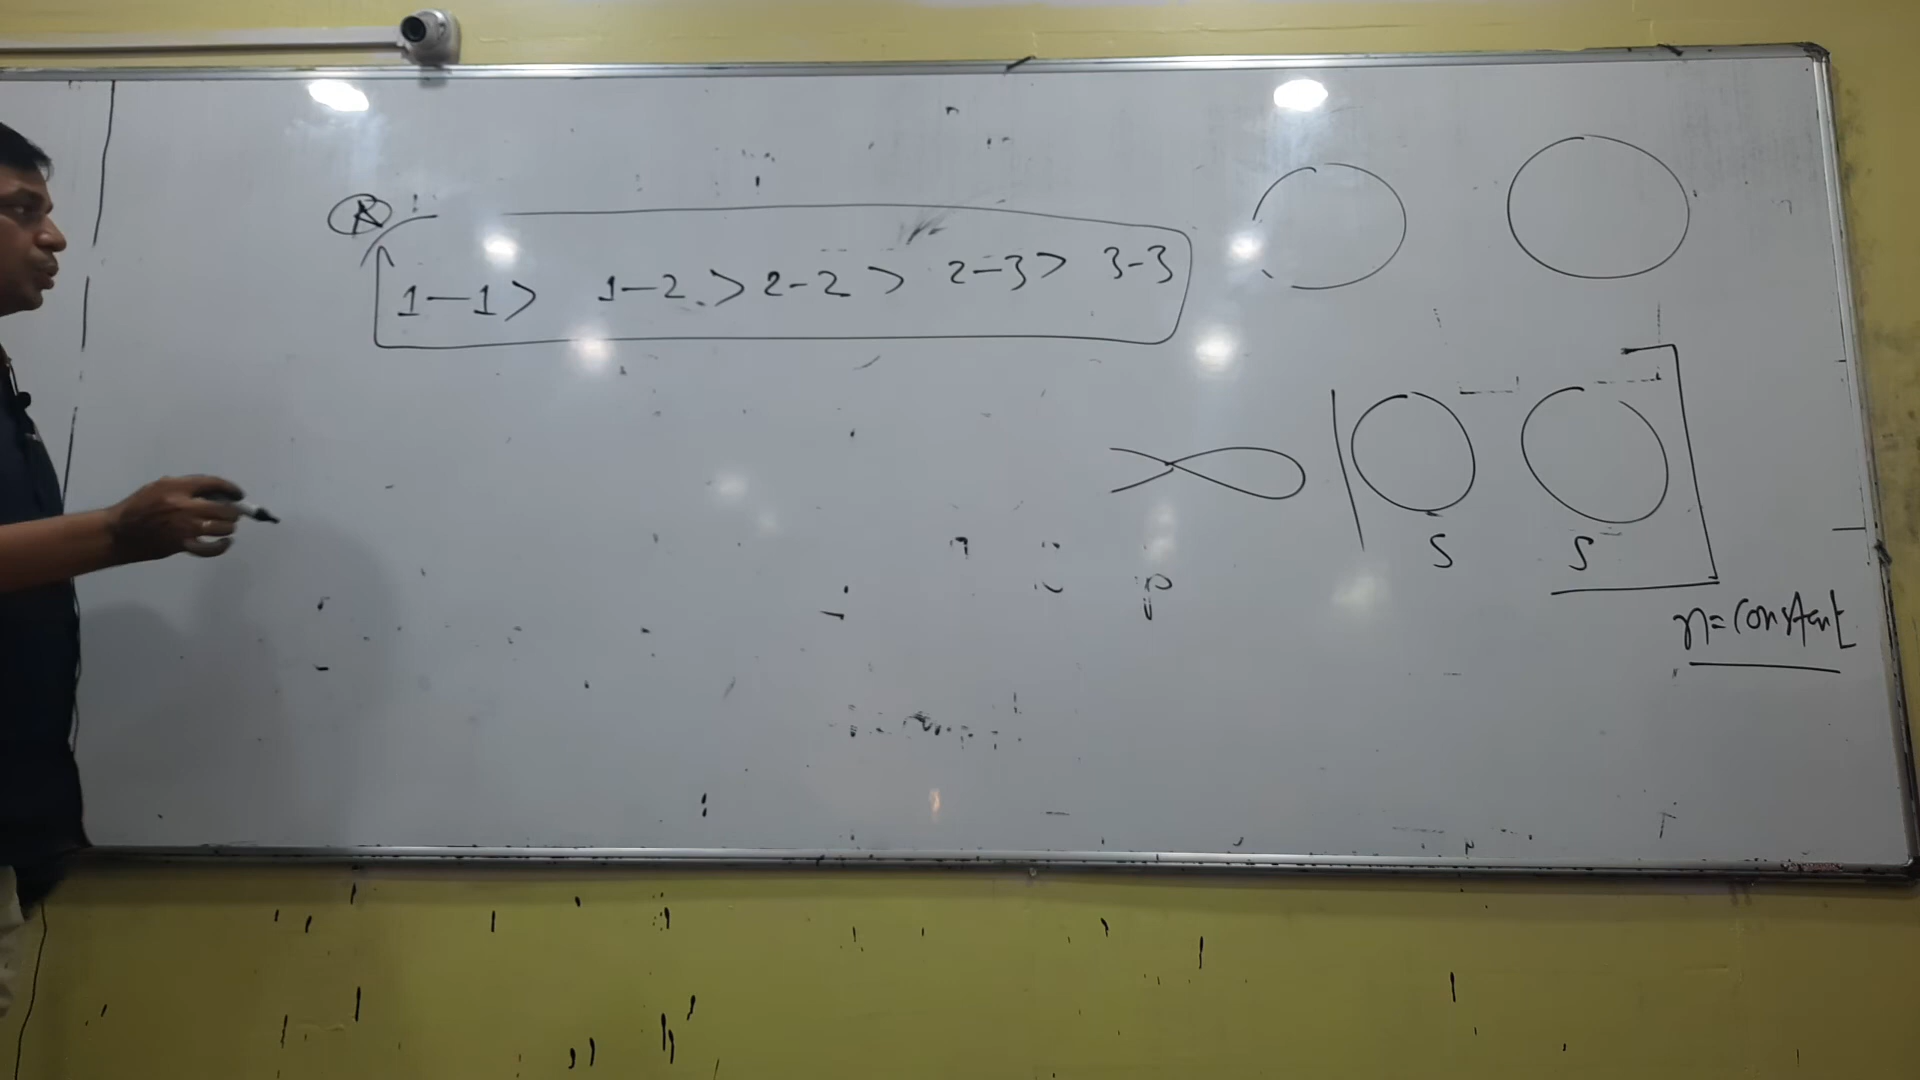 A
1-1 > 1-2. > 2-2 > 2-3 > 3-3
S S
n = constant